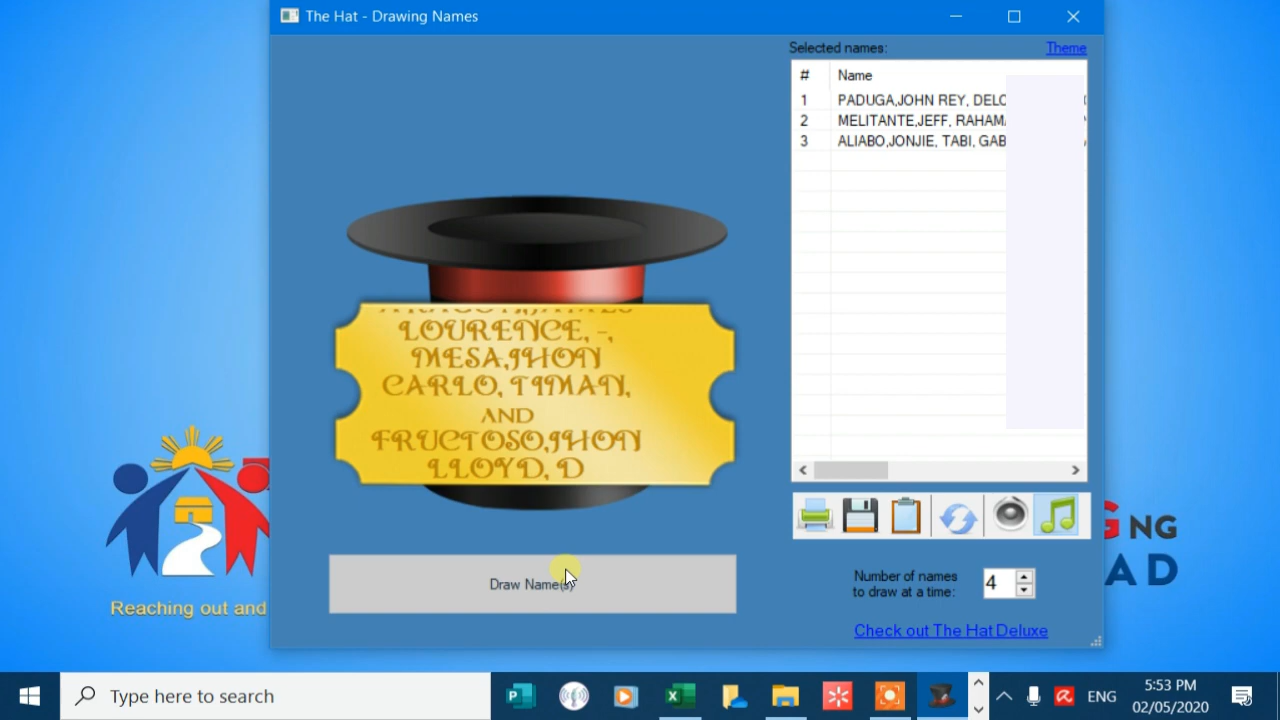 The Hat - Drawing Names
Selected names:
Theme
# Name
1 PADUGA,JOHN REY, DELC
2 MELITANTE,JEFF, RAHAMA
3 ALIABO,JONJIE, TABI, GAB
LOURENCE, -,
MESA,JHON
CARLO, TIMAN,
AND
FRUCTOSO,JHON
LLOYD, D
Draw Name(s)
Number of names
to draw at a time:
4
Check out The Hat Deluxe
Reaching out and
G NG
AD
Type here to search
ENG
5:53 PM
02/05/2020